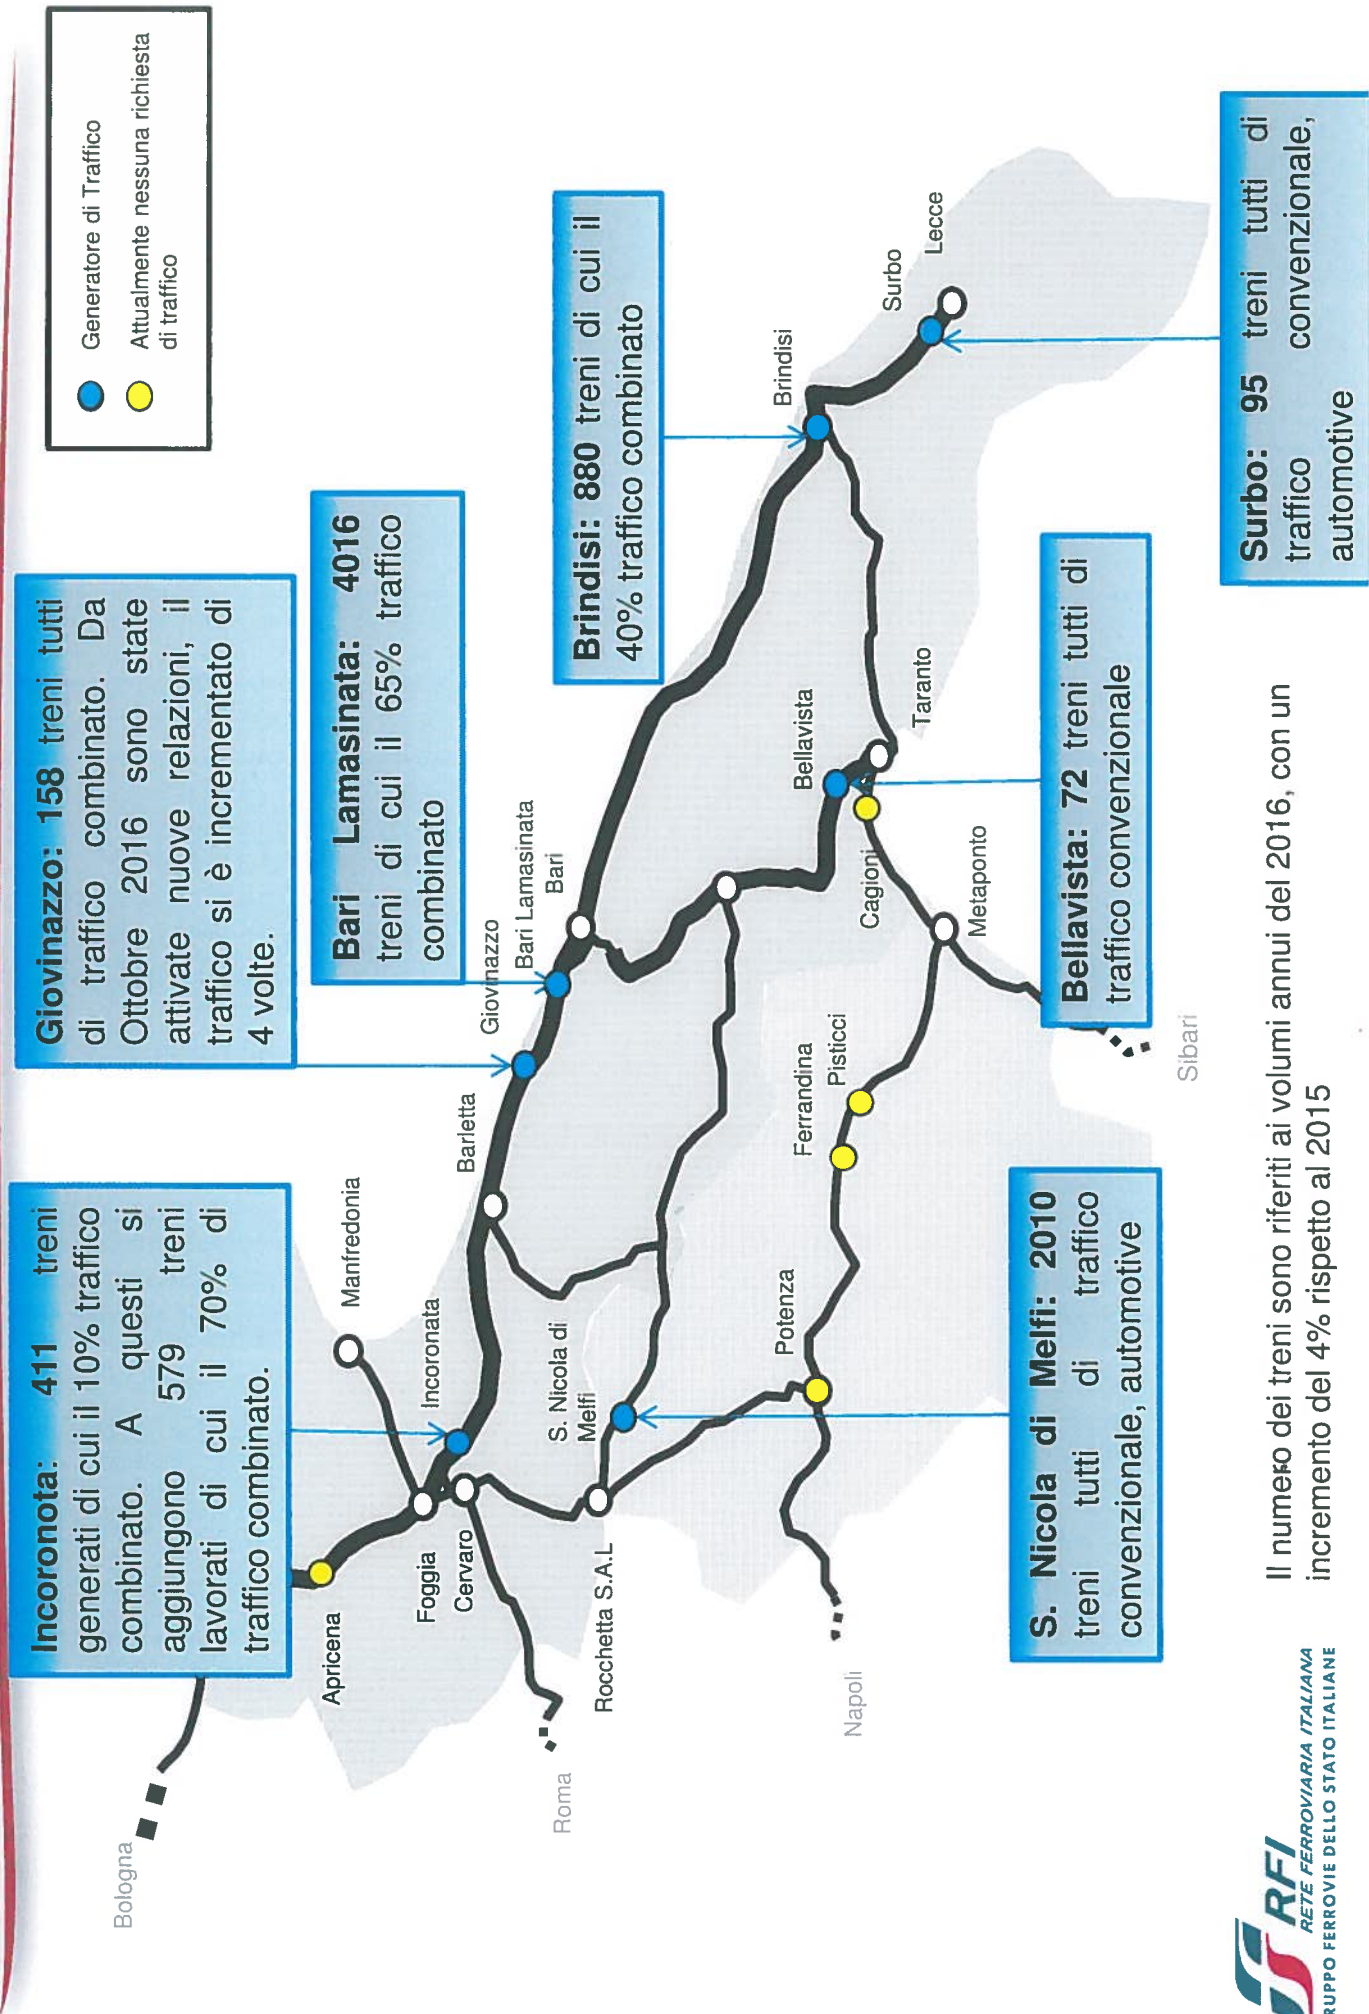 Generatore di Traffico
Attualmente nessuna richiesta
di traffico
Incoronota: 411 treni
generati di cui il 10% traffico
combinato. A questi si
aggiungono 579 treni
lavorati di cui il 70% di
traffico combinato.
Giovinazzo: 158 treni tutti
di traffico combinato. Da
Ottobre 2016 sono state
attivate nuove relazioni, il
traffico si è incrementato di
4 volte.
Bari Lamasinata: 4016
treni di cui il 65% traffico
combinato
Brindisi: 880 treni di cui il
40% traffico combinato
Bologna
Apricena
Manfredonia
Foggia
Cervaro
Incoronata
Barletta
Giovinazzo
Bari Lamasinata
Bari
Brindisi
Surbo
Lecce
Roma
Rocchetta S.A.L
S. Nicola di
Melfi
Potenza
Ferrandina
Pisticci
Cagioni
Bellavista
Taranto
Metaponto
Napoli
Sibari
S. Nicola di Melfi: 2010
treni tutti di traffico
convenzionale, automotive
Bellavista: 72 treni tutti di
traffico convenzionale
Surbo: 95 treni tutti di
traffico convenzionale,
automotive
Il numero dei treni sono riferiti ai volumi annui del 2016, con un
incremento del 4% rispetto al 2015
RFI
RETE FERROVIARIA ITALIANA
RUPPO FERROVIE DELLO STATO ITALIANE